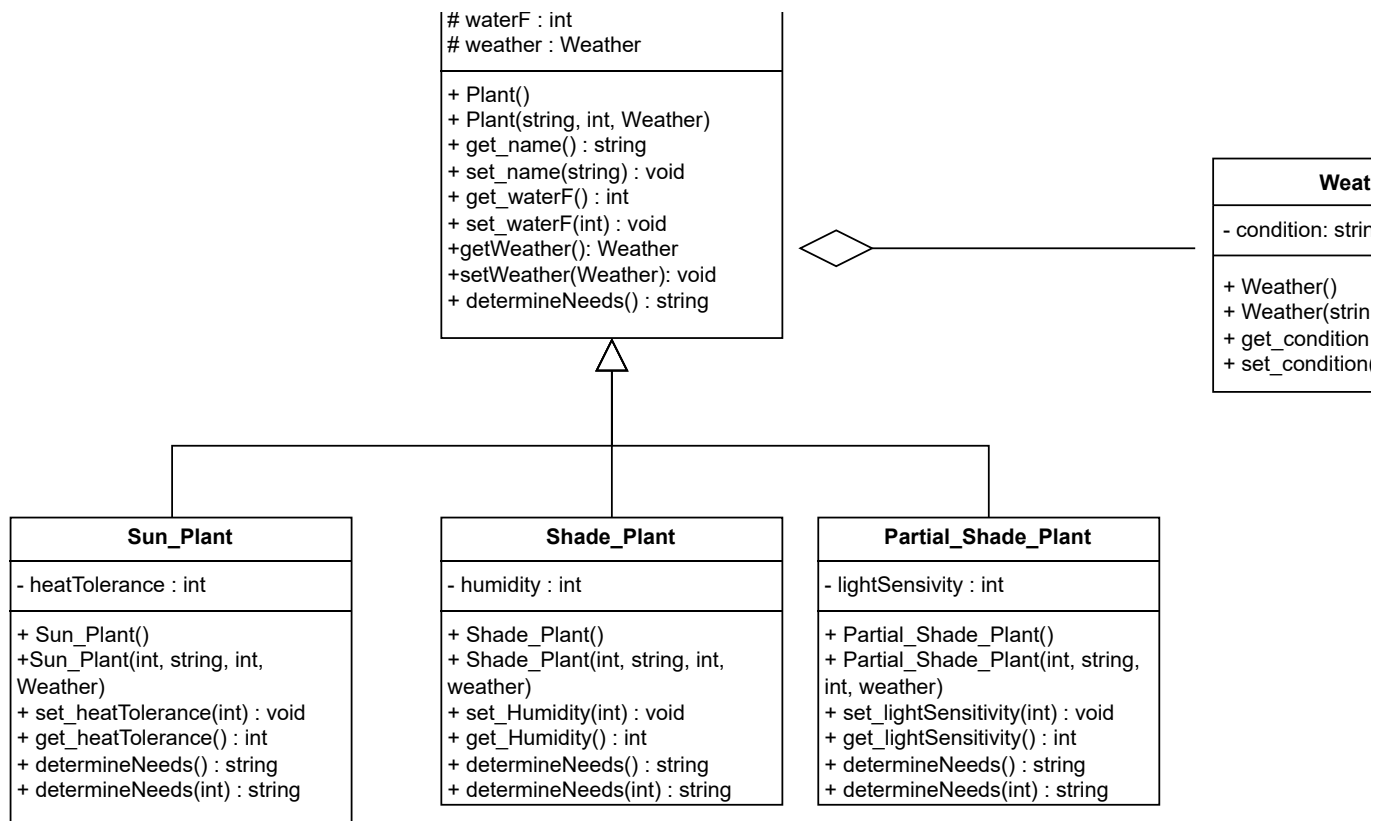 # waterF : int
# weather : Weather
+ Plant()
+ Plant(string, int, Weather)
+ get_name() : string
+ set_name(string) : void
+ get_waterF() : int
+ set_waterF(int) : void
+getWeather(): Weather
+setWeather(Weather): void
+ determineNeeds() : string
- condition: 
+ Weather()
+ get_condition
+ set_condition(
Sun_Plant
- heatTolerance : int
+ Sun_Plant()
+Sun_Plant(int, string, int,
Weather)
+ set_heatTolerance(int) : void
+ get_heatTolerance() : int
+ determineNeeds() : string
+ determineNeeds(int) : string
Shade_Plant
- humidity : int
+ Shade_Plant()
+ Shade_Plant(int, string, int,
weather)
+ set_Humidity(int) : void
+ get_Humidity() : int
+ determineNeeds() : string
+ determineNeeds(int) : string
Partial_Shade_Plant
- lightSensivity : int
+ Partial_Shade_Plant()
+ Partial_Shade_Plant(int, string,
int, weather)
+ set_lightSensitivity(int) : void
+ get_lightSensitivity() : int
+ determineNeeds() : string
+ determineNeeds(int) : string